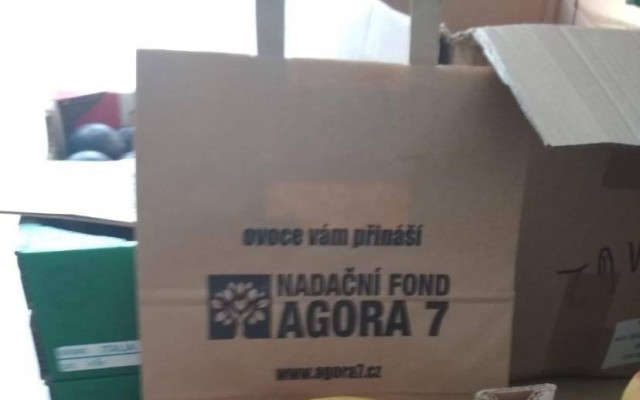 ovoce vám přináší
NADAČNÍ FOND
AGORA 7
www.agora7.cz